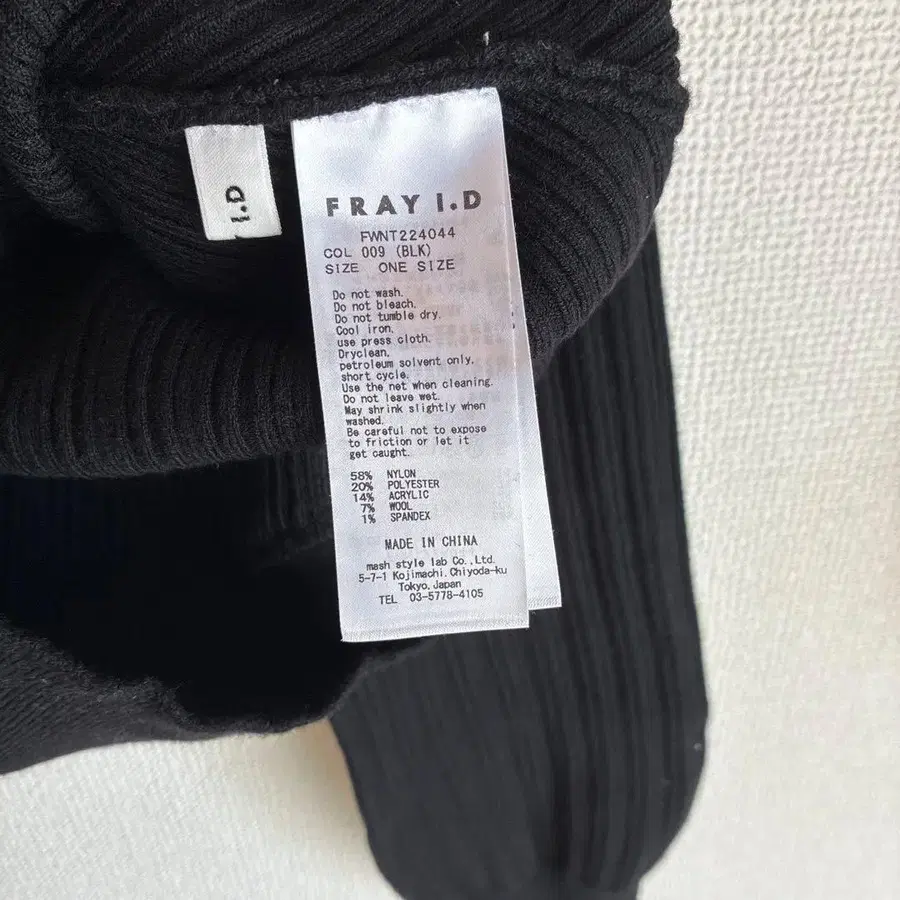 I.D
FRAY I.D
FWNT224044
COL 009 (BLK)
SIZE ONE SIZE
Do not wash.
Do not bleach.
Do not tumble dry.
Cool iron.
use press cloth.
Dryclean.
petroleum solvent only.
short cycle.
Use the net when cleaning.
Do not leave wet.
May shrink slightly when
washed.
Be careful not to expose
to friction or let it
get caught.
58% NYLON
20% POLYESTER
14% ACRYLIC
7% WOOL
1% SPANDEX
MADE IN CHINA
mash style lab Co.,Ltd.
5-7-1 Kojimachi.Chiyoda-ku
Tokyo.Japan
TEL 03-5778-4105